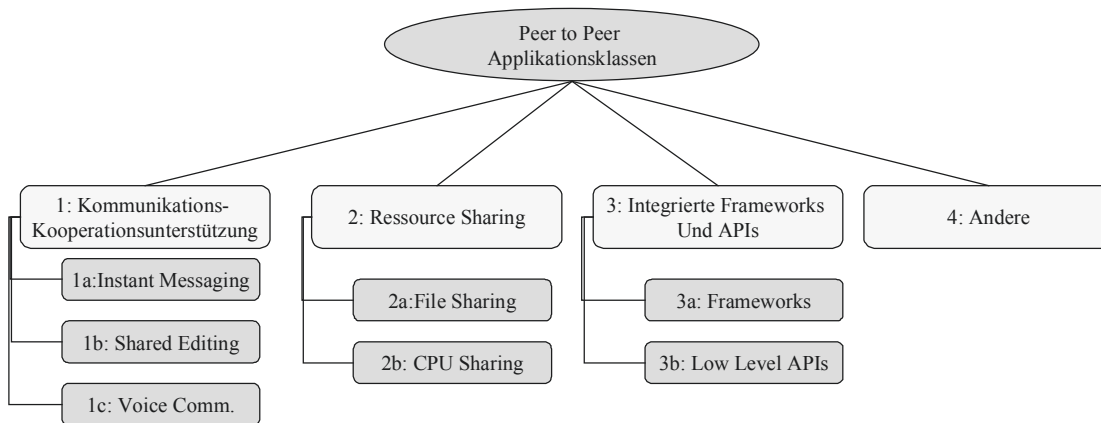 Peer to Peer
Applikationsklassen
1: Kommunikations-
Kooperationsunterstützung
1a:Instant Messaging
1b: Shared Editing
1c: Voice Comm.
2: Ressource Sharing
2a:File Sharing
2b: CPU Sharing
3: Integrierte Frameworks
Und APIs
3a: Frameworks
3b: Low Level APIs
4: Andere